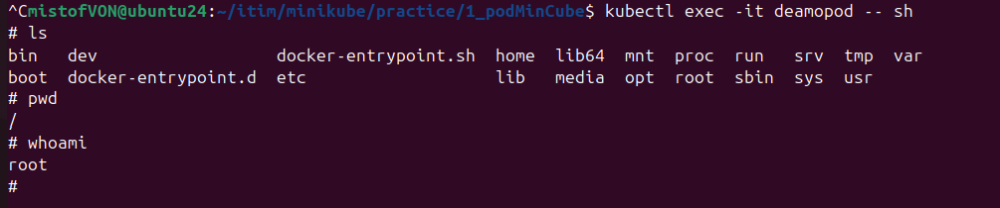 ^CmistofVON@ubuntu24:~/itim/minikube/practice/1_podMinCube$ kubectl exec -it deamopod -- sh
# ls
bin   dev                  docker-entrypoint.sh  home  lib64  mnt  proc  run   srv  tmp  var
boot  docker-entrypoint.d  etc                   lib   media  opt  root  sbin  sys  usr
# pwd
/
# whoami
root
#